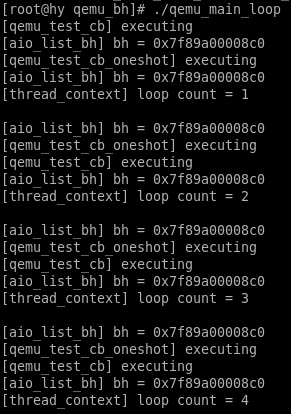 [root@hy qemu_bh]# ./qemu_main_loop
[qemu_test_cb] executing
[aio_list_bh] bh = 0x7f89a00008c0
[qemu_test_cb_oneshot] executing
[aio_list_bh] bh = 0x7f89a00008c0
[thread_context] loop count = 1

[aio_list_bh] bh = 0x7f89a00008c0
[qemu_test_cb_oneshot] executing
[qemu_test_cb] executing
[aio_list_bh] bh = 0x7f89a00008c0
[thread_context] loop count = 2

[aio_list_bh] bh = 0x7f89a00008c0
[qemu_test_cb_oneshot] executing
[qemu_test_cb] executing
[aio_list_bh] bh = 0x7f89a00008c0
[thread_context] loop count = 3

[aio_list_bh] bh = 0x7f89a00008c0
[qemu_test_cb_oneshot] executing
[qemu_test_cb] executing
[aio_list_bh] bh = 0x7f89a00008c0
[thread_context] loop count = 4